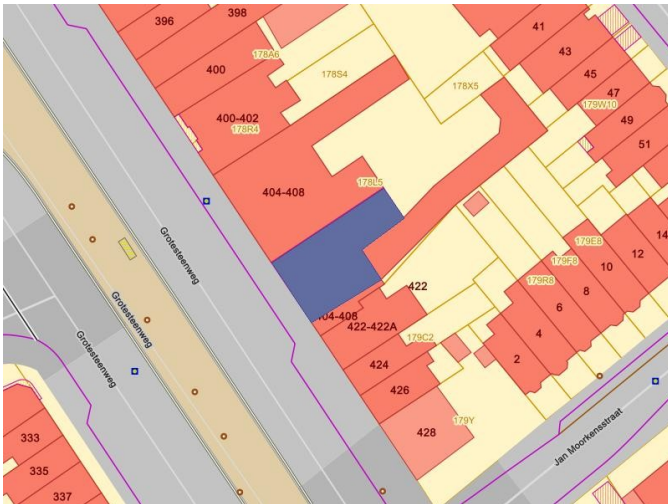 396
398
41
43
178A6
400
178S4
45
178X5
47
179W10
400-402
178R4
49
51
404-408
178L5
14
Grotesteenweg
179E8
12
179F8
10
422
179R8
8
6
Grotesteenweg
404-408
422-422A
4
179C2
424
2
Grotesteenweg
426
179Y
428
333
Jan Moorkensstraat
335
337